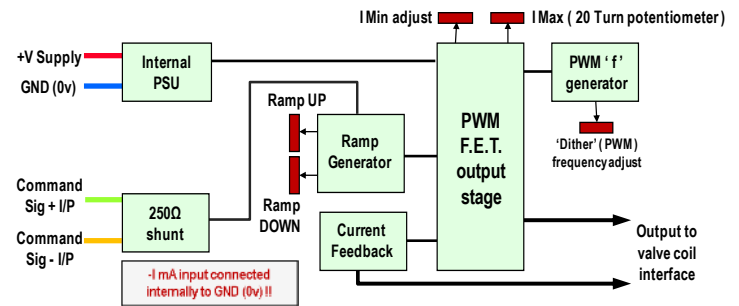 I Min adjust
I Max ( 20 Turn potentiometer)
+V Supply
GND (0v)
Internal
PSU
PWM ‘ f ’
generator
Ramp UP
Ramp
Generator
PWM
F.E.T.
output
stage
‘Dither’ ( PWM)
frequency adjust
Ramp
DOWN
Command
Sig + I/P
Command
Sig - I/P
250Ω
shunt
Current
Feedback
Output to
valve coil
interface
-I mA input connected
internally to GND (0v) !!